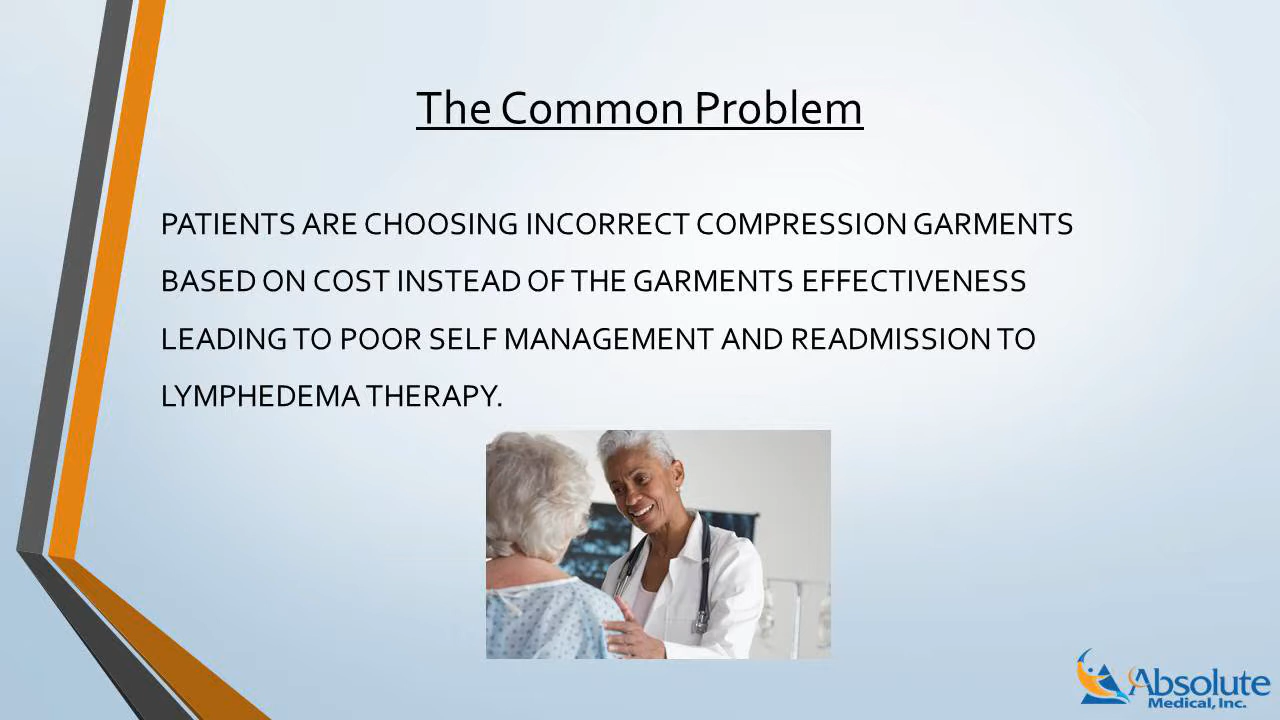 The Common Problem
PATIENTS ARE CHOOSING INCORRECT COMPRESSION GARMENTS
BASED ON COST INSTEAD OF THE GARMENTS EFFECTIVENESS
LEADING TO POOR SELF MANAGEMENT AND READMISSION TO
LYMPHEDEMA THERAPY.
Absolute
Medical, Inc.